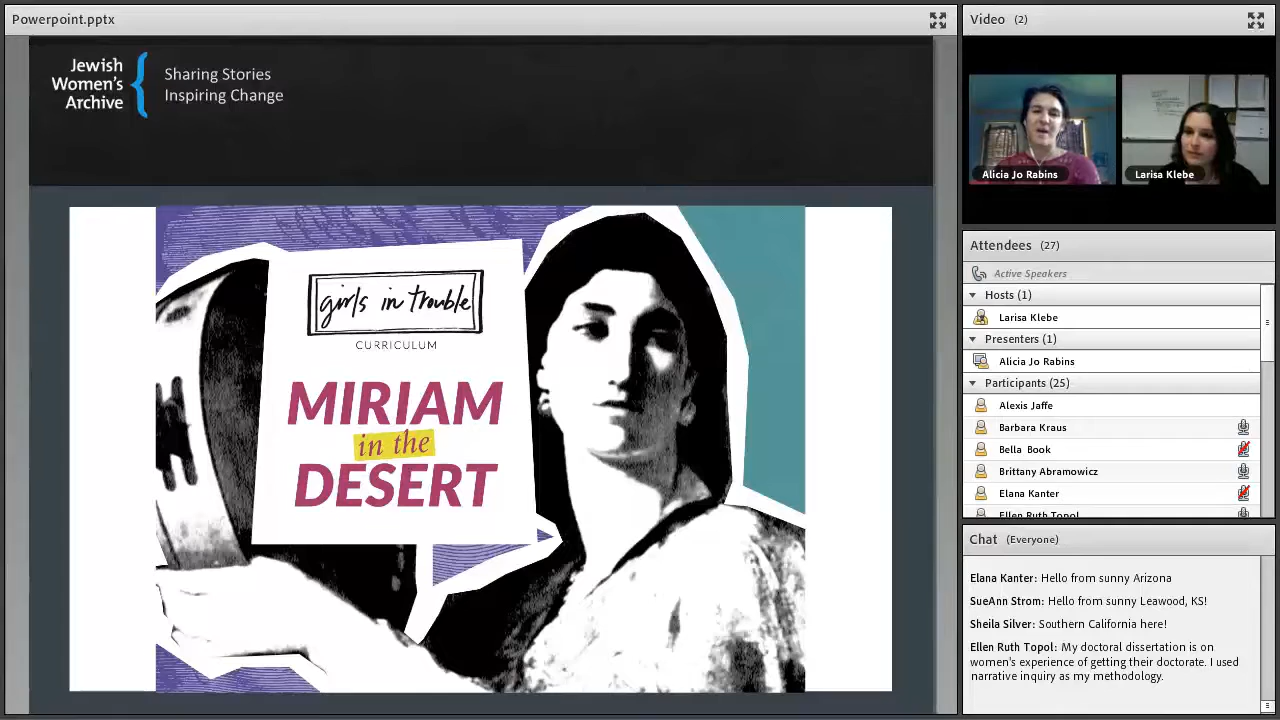 Powerpoint.pptx
Jewish
Women's
Archive
Sharing Stories
Inspiring Change
girls in trouble
CURRICULUM
MIRIAM
in the
DESERT
Video (2)
Alicia Jo Rabins
Larisa Klebe
Attendees (27)
Active Speakers
Hosts (1)
Larisa Klebe
Presenters (1)
Alicia Jo Rabins
Participants (25)
Alexis Jaffe
Barbara Kraus
Bella Book
Brittany Abramowicz
Elana Kanter
Ellen Ruth Topol
Chat (Everyone)
Elana Kanter: Hello from sunny Arizona
SueAnn Strom: Hello from sunny Leawood, KS!
Sheila Silver: Southern California here!
Ellen Ruth Topol: My doctoral dissertation is on
women's experience of getting their doctorate. I used
narrative inquiry as my methodology.